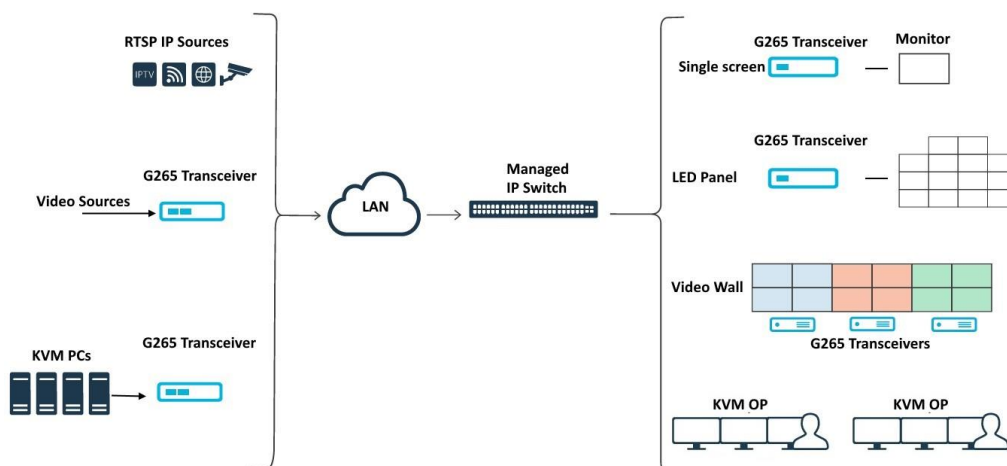 RTSP IP Sources
IPTV
G265 Transceiver
Video Sources
KVM PCs
G265 Transceiver
LAN
Managed
IP Switch
G265 Transceiver
Monitor
Single screen
G265 Transceiver
LED Panel
Video Wall
G265 Transceivers
KVM OP
KVM OP